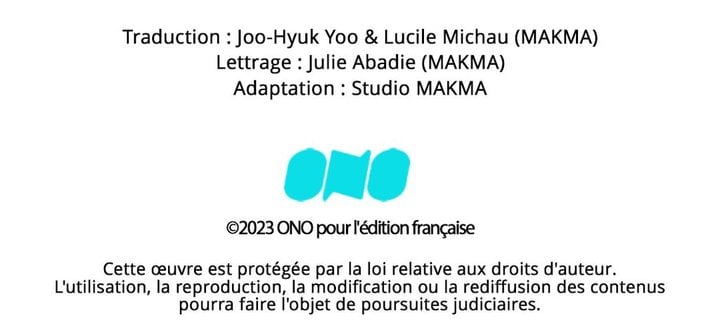 Traduction : Joo-Hyuk Yoo & Lucile Michau (MAKMA)
Lettrage : Julie Abadie (MAKMA)
Adaptation : Studio MAKMA
ONO
©2023 ONO pour l'édition française
Cette œuvre est protégée par la loi relative aux droits d'auteur.
L'utilisation, la reproduction, la modification ou la rediffusion des contenus
pourra faire l'objet de poursuites judiciaires.